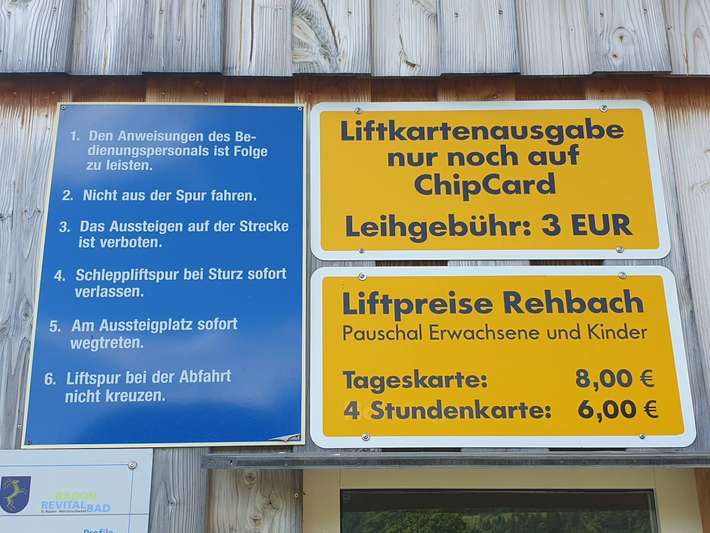 1. Den Anweisungen des Be-
dienungspersonals ist Folge
zu leisten.
2. Nicht aus der Spur fahren.
3. Das Aussteigen auf der Strecke
ist verboten.
4. Schleppliftspur bei Sturz sofort
verlassen.
5. Am Aussteigplatz sofort
wegtreten.
6. Liftspur bei der Abfahrt
nicht kreuzen.
Liftkartenausgabe
nur noch auf
ChipCard
Leihgebühr: 3 EUR
Liftpreise Rehbach
Pauschal Erwachsene und Kinder
Tageskarte: 8,00 €
4 Stundenkarte: 6,00 €
REVITALBAD